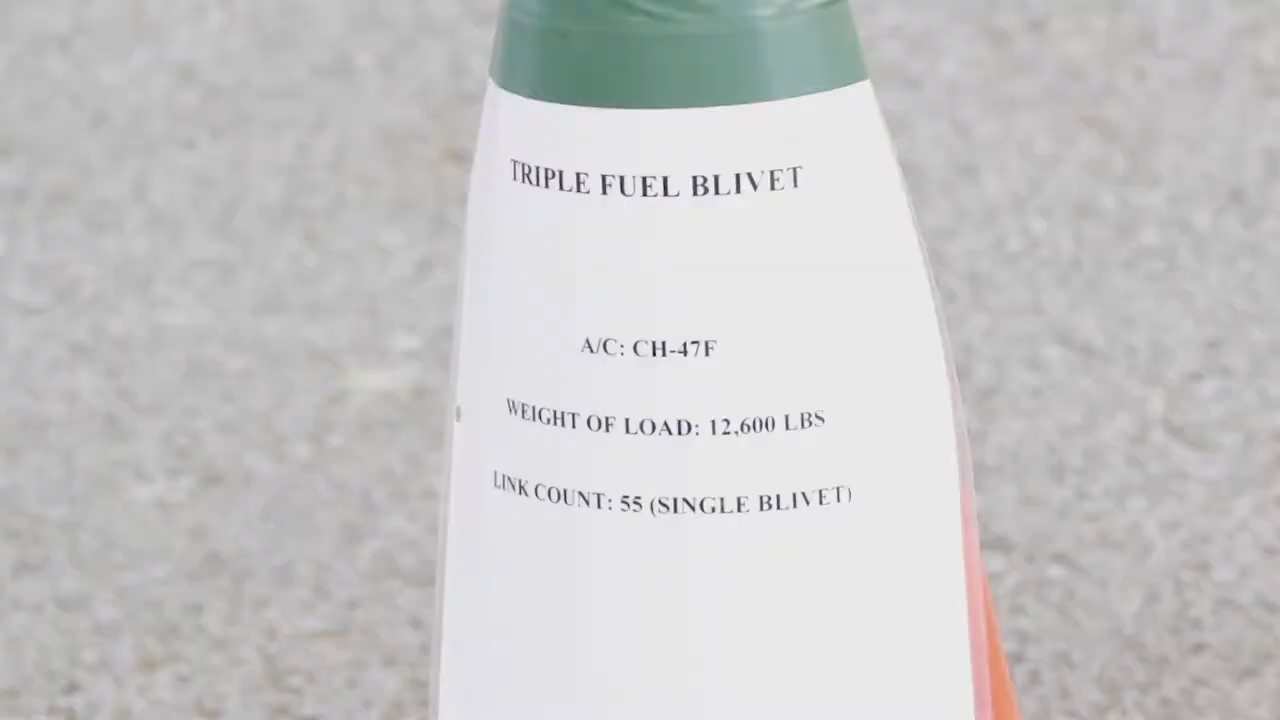 TRIPLE FUEL BLIVET
A/C: CH-47F
WEIGHT OF LOAD: 12,600 LBS
LINK COUNT: 55 (SINGLE BLIVET)